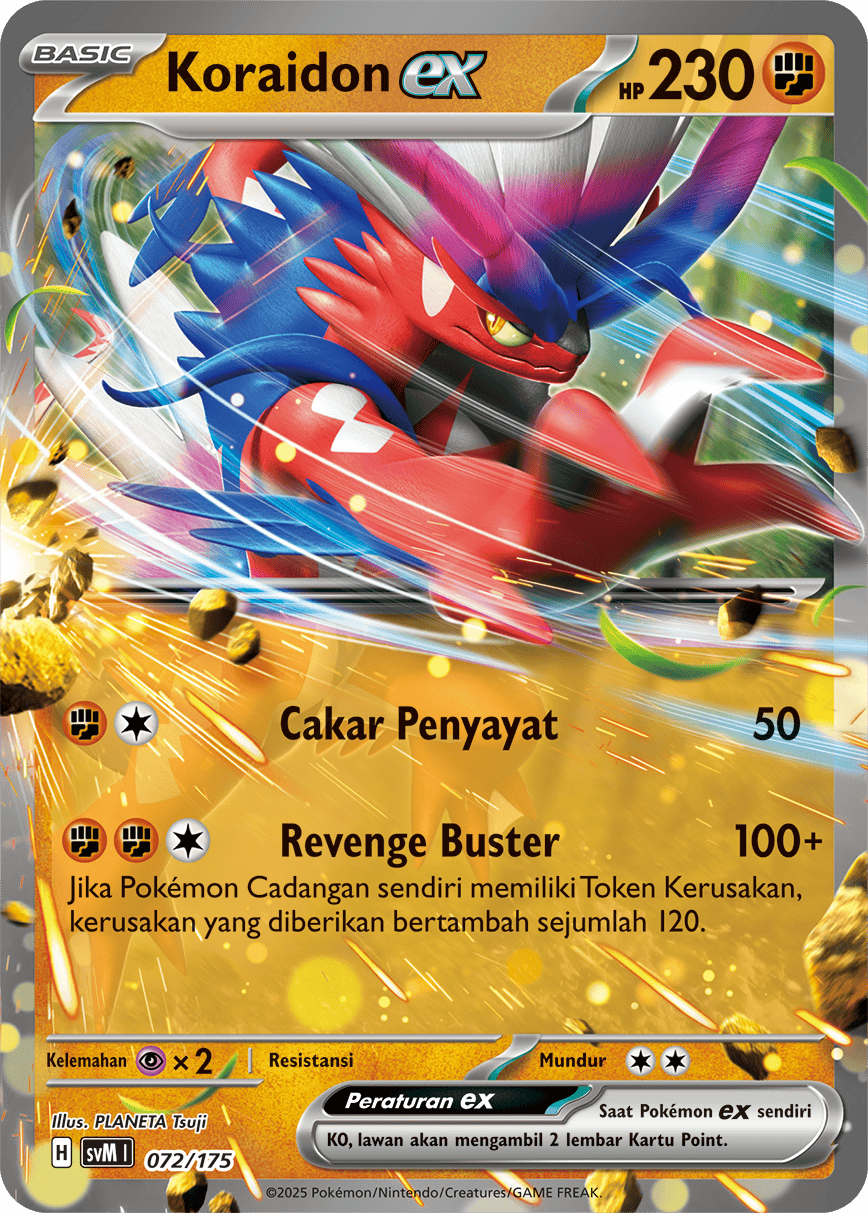 BASIC Koraidon ex HP 230
Cakar Penyayat 50
Revenge Buster 100+
Jika Pokémon Cadangan sendiri memiliki Token Kerusakan,
kerusakan yang diberikan bertambah sejumlah 120.
Kelemahan × 2 Resistansi Mundur
Peraturan ex Saat Pokémon ex sendiri
KO, lawan akan mengambil 2 lembar Kartu Point.
Illus. PLANETA Tsuji
H svM I 072/175
©2025 Pokémon/Nintendo/Creatures/GAME FREAK.